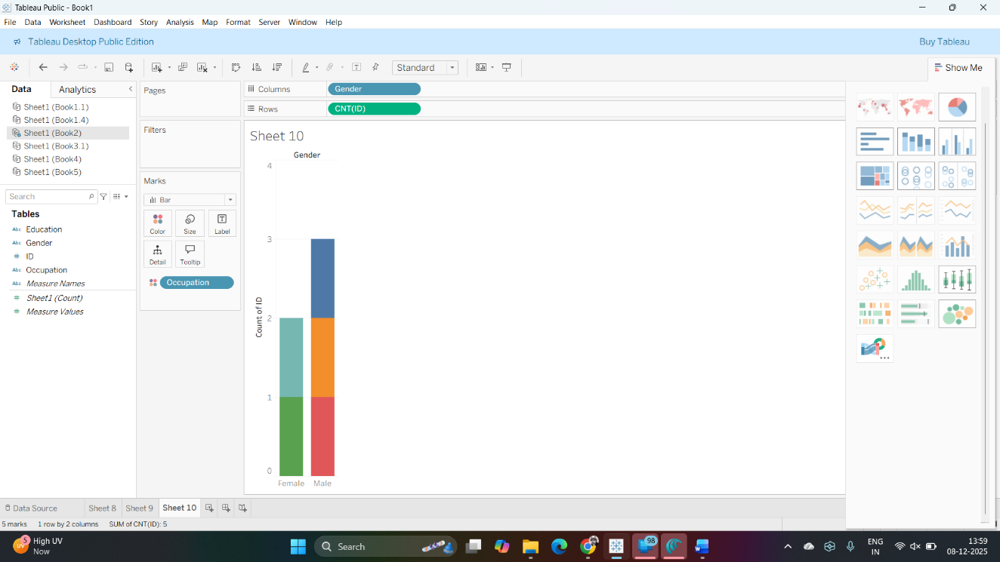 Tableau Public - Book1
File Data Worksheet Dashboard Story Analysis Map Format Server Window Help
Tableau Desktop Public Edition Buy Tableau
Standard Show Me
Data Analytics
Sheet1 (Book1.1)
Sheet1 (Book1.4)
Sheet1 (Book2)
Sheet1 (Book3.1)
Sheet1 (Book4)
Sheet1 (Book5)
Search
Tables
Abc Education
Abc Gender
# ID
Abc Occupation
Abc Measure Names
# Sheet1 (Count)
# Measure Values
Pages
Filters
Marks
Bar
Color Size Label
Detail Tooltip
Occupation
Columns Gender
Rows CNT(ID)
Sheet 10
Gender
4
3
2
1
0
Count of ID
Female Male
Data Source Sheet 8 Sheet 9 Sheet 10
5 marks 1 row by 2 columns SUM of CNT(ID): 5
UV 5
High UV
Now
Search
98
ENG
IN
13:59
08-12-2025